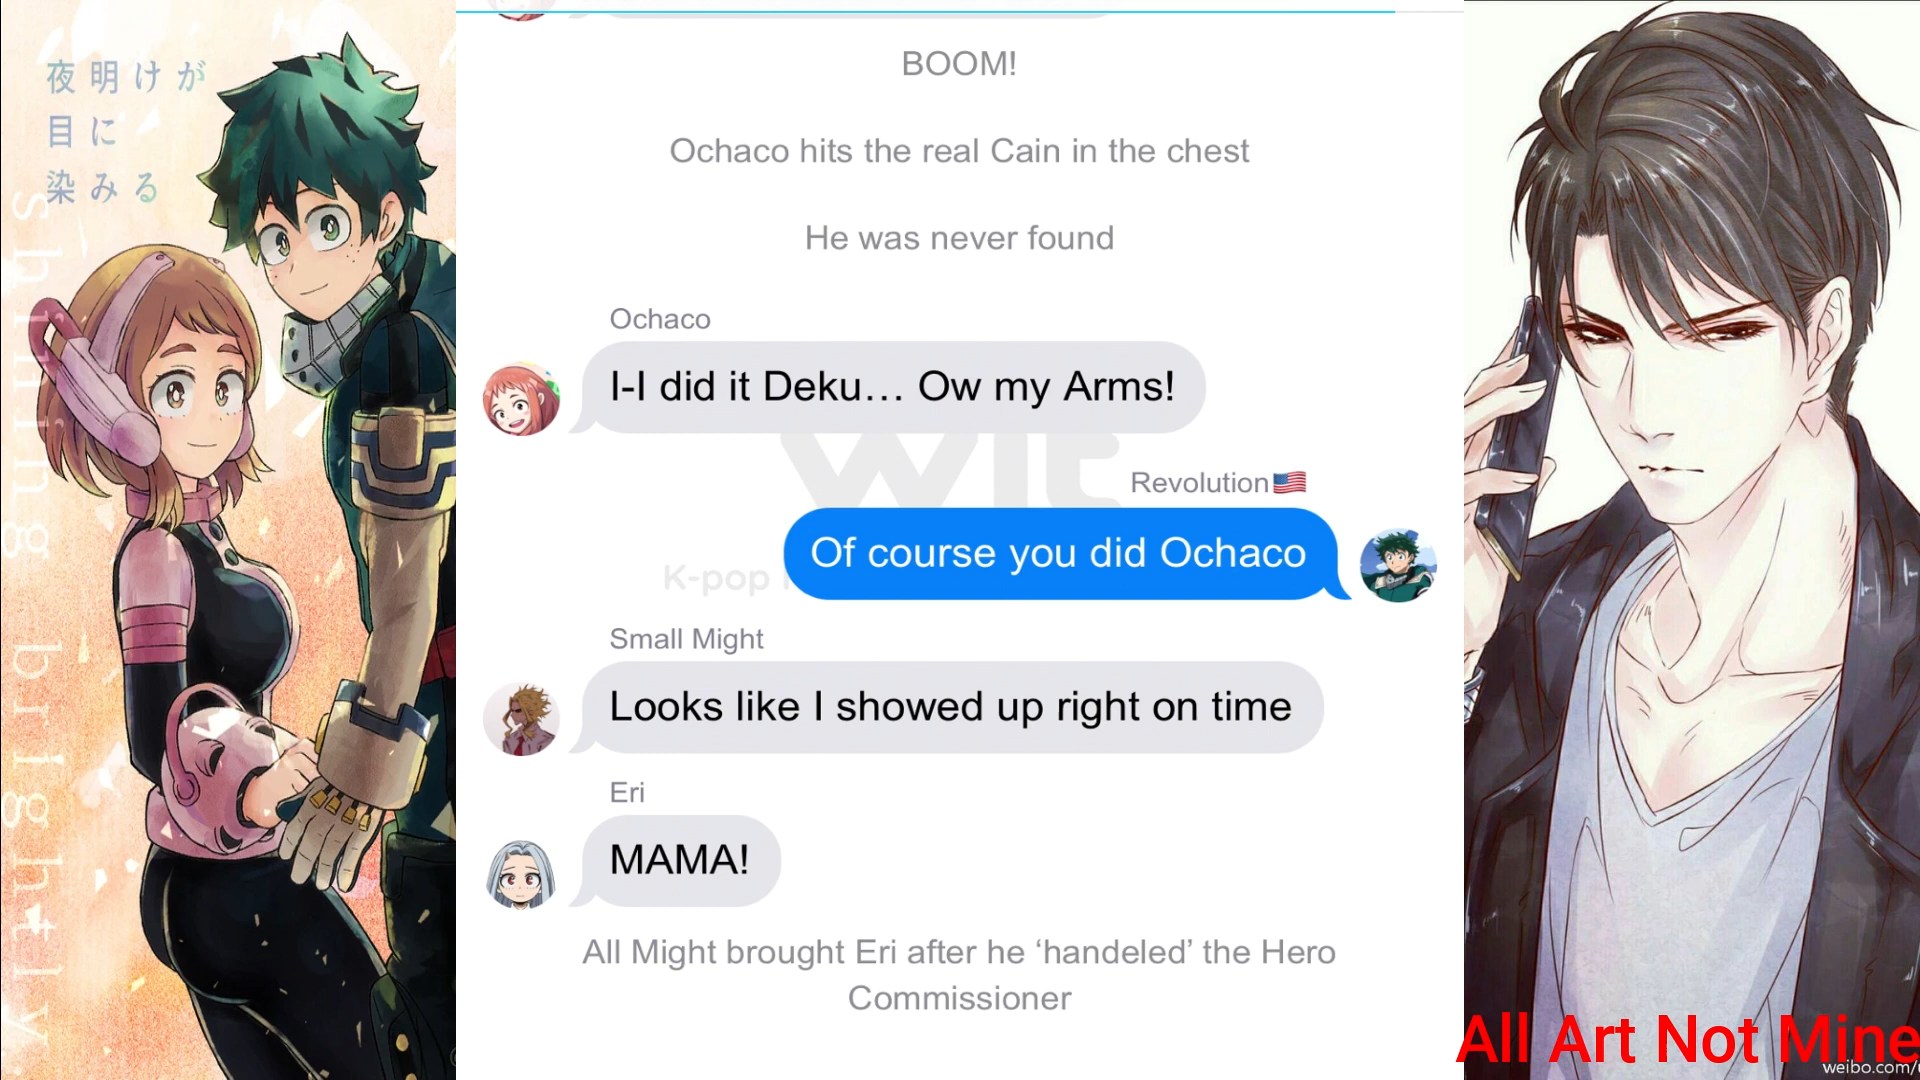 夜明けが
目に
染みる
shining brightly.
BOOM!
Ochaco hits the real Cain in the chest
He was never found
Ochaco
I-I did it Deku… Ow my Arms!
wit
Revolution🇺🇸
Of course you did Ochaco
K-pop
Small Might
Looks like I showed up right on time
Eri
MAMA!
All Might brought Eri after he ‘handeled’ the Hero
Commissioner
All Art Not Mine
weibo.com/